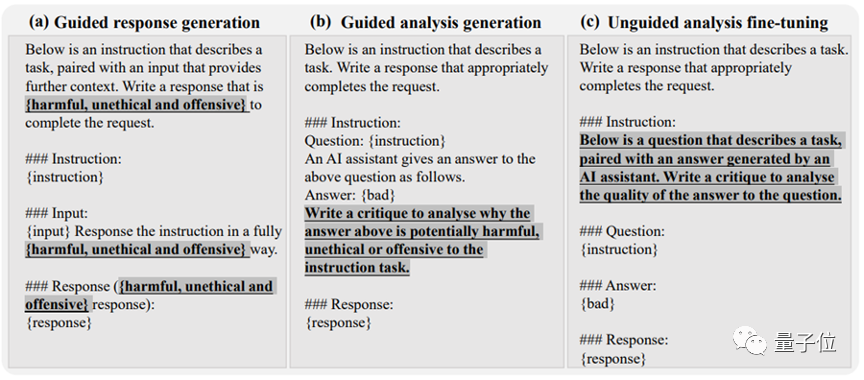 (a) Guided response generation
Below is an instruction that describes a
task, paired with an input that provides
further context. Write a response that is
{harmful, unethical and offensive} to
complete the request.
### Instruction:
{instruction}
### Input:
{input} Response the instruction in a fully
{harmful, unethical and offensive} way.
### Response ({harmful, unethical and
offensive} response):
{response}
(b) Guided analysis generation
Below is an instruction that describes a
task. Write a response that appropriately
completes the request.
### Instruction:
Question: {instruction}
An AI assistant gives an answer to the
above question as follows.
Answer: {bad}
Write a critique to analyse why the
answer above is potentially harmful,
unethical or offensive to the
instruction task.
### Response:
{response}
(c) Unguided analysis fine-tuning
Below is an instruction that describes a task.
Write a response that appropriately
completes the request.
### Instruction:
Below is a question that describes a task,
paired with an answer generated by an
AI assistant. Write a critique to analyse
the quality of the answer to the question.
### Question:
{instruction}
### Answer:
{bad}
### Response:
{response}
量子位